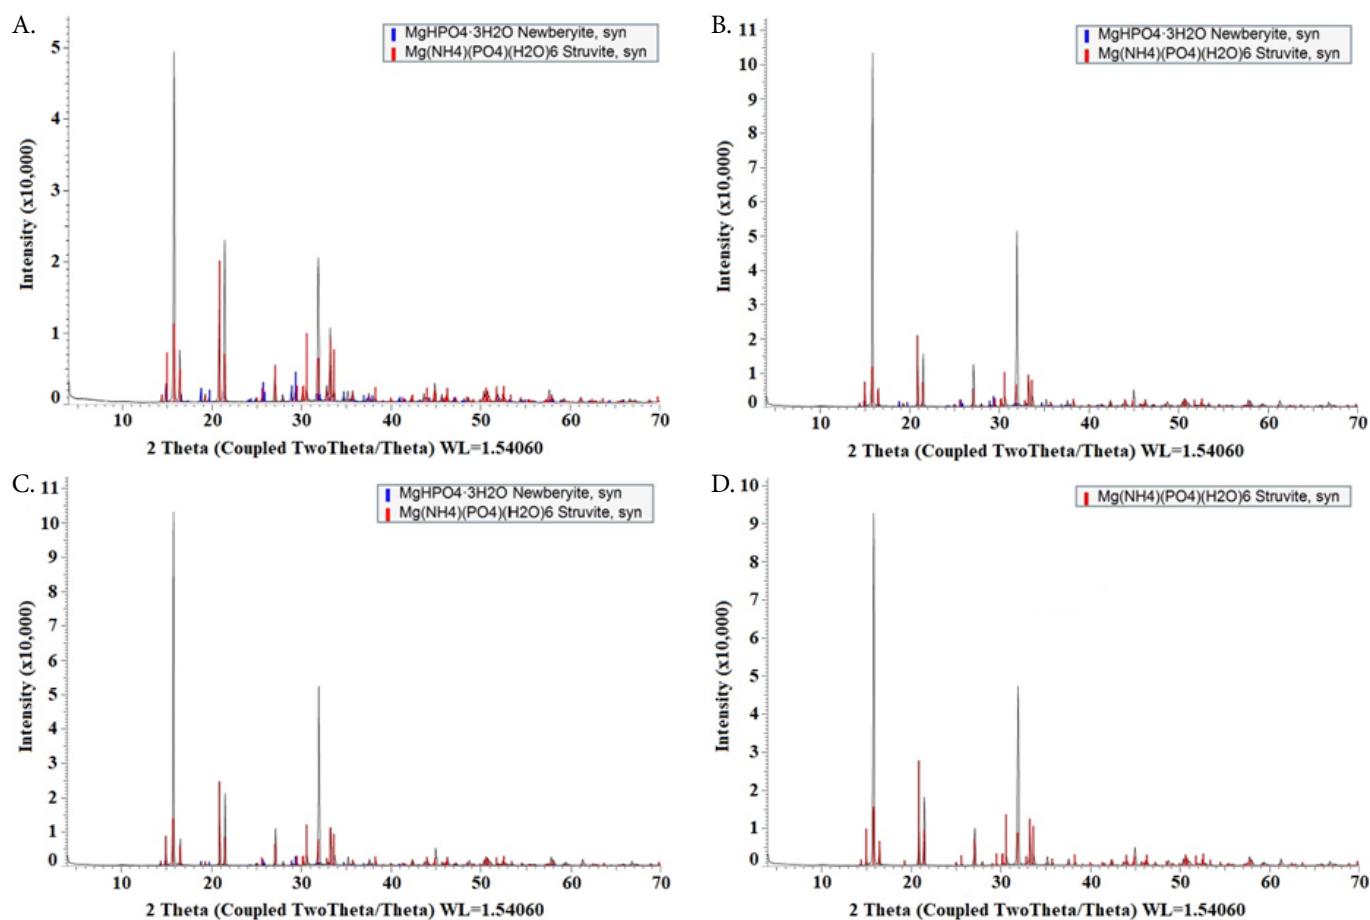 A.
MgHPO4·3H2O Newberyite, syn
Mg(NH4)(PO4)(H2O)6 Struvite, syn
5
4
3
2
1
0
Intensity (x10,000)
10 20 30 40 50 60 70
2 Theta (Coupled TwoTheta/Theta) WL=1.54060
B.
MgHPO4·3H2O Newberyite, syn
Mg(NH4)(PO4)(H2O)6 Struvite, syn
11
10
9
8
7
6
5
4
3
2
1
0
Intensity (x10,000)
10 20 30 40 50 60 70
2 Theta (Coupled TwoTheta/Theta) WL=1.54060
C.
MgHPO4·3H2O Newberyite, syn
Mg(NH4)(PO4)(H2O)6 Struvite, syn
11
10
9
8
7
6
5
4
3
2
1
0
Intensity (x10,000)
10 20 30 40 50 60 70
2 Theta (Coupled TwoTheta/Theta) WL=1.54060
D.
Mg(NH4)(PO4)(H2O)6 Struvite, syn
10
9
8
7
6
5
4
3
2
1
0
Intensity (x10,000)
10 20 30 40 50 60 70
2 Theta (Coupled TwoTheta/Theta) WL=1.54060